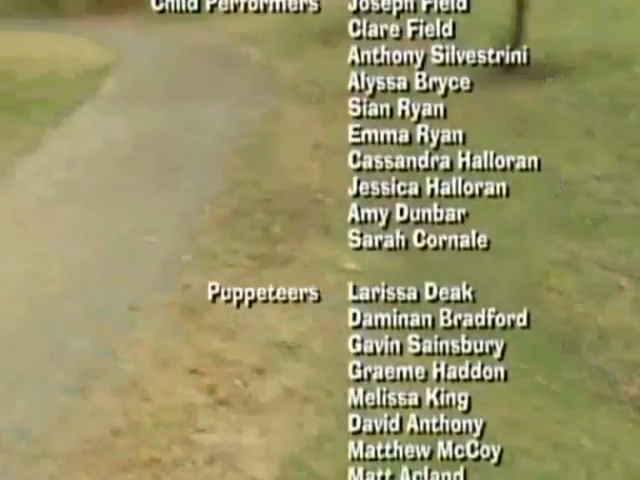 Child Performers Joseph Field
Clare Field
Anthony Silvestrini
Alyssa Bryce
Sian Ryan
Emma Ryan
Cassandra Halloran
Jessica Halloran
Amy Dunbar
Sarah Cornale
Puppeteers Larissa Deak
Daminan Bradford
Gavin Sainsbury
Graeme Haddon
Melissa King
David Anthony
Matthew McCoy
Matt Acland